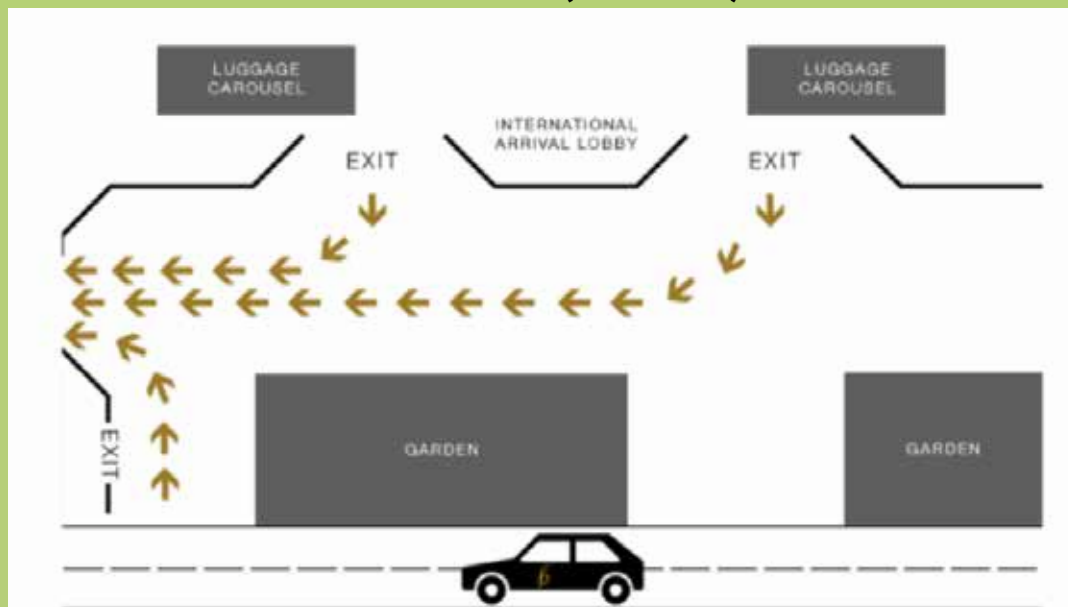 LUGGAGE
CAROUSEL
LUGGAGE
CAROUSEL
INTERNATIONAL
ARRIVAL LOBBY
EXIT
EXIT
EXIT
GARDEN
GARDEN